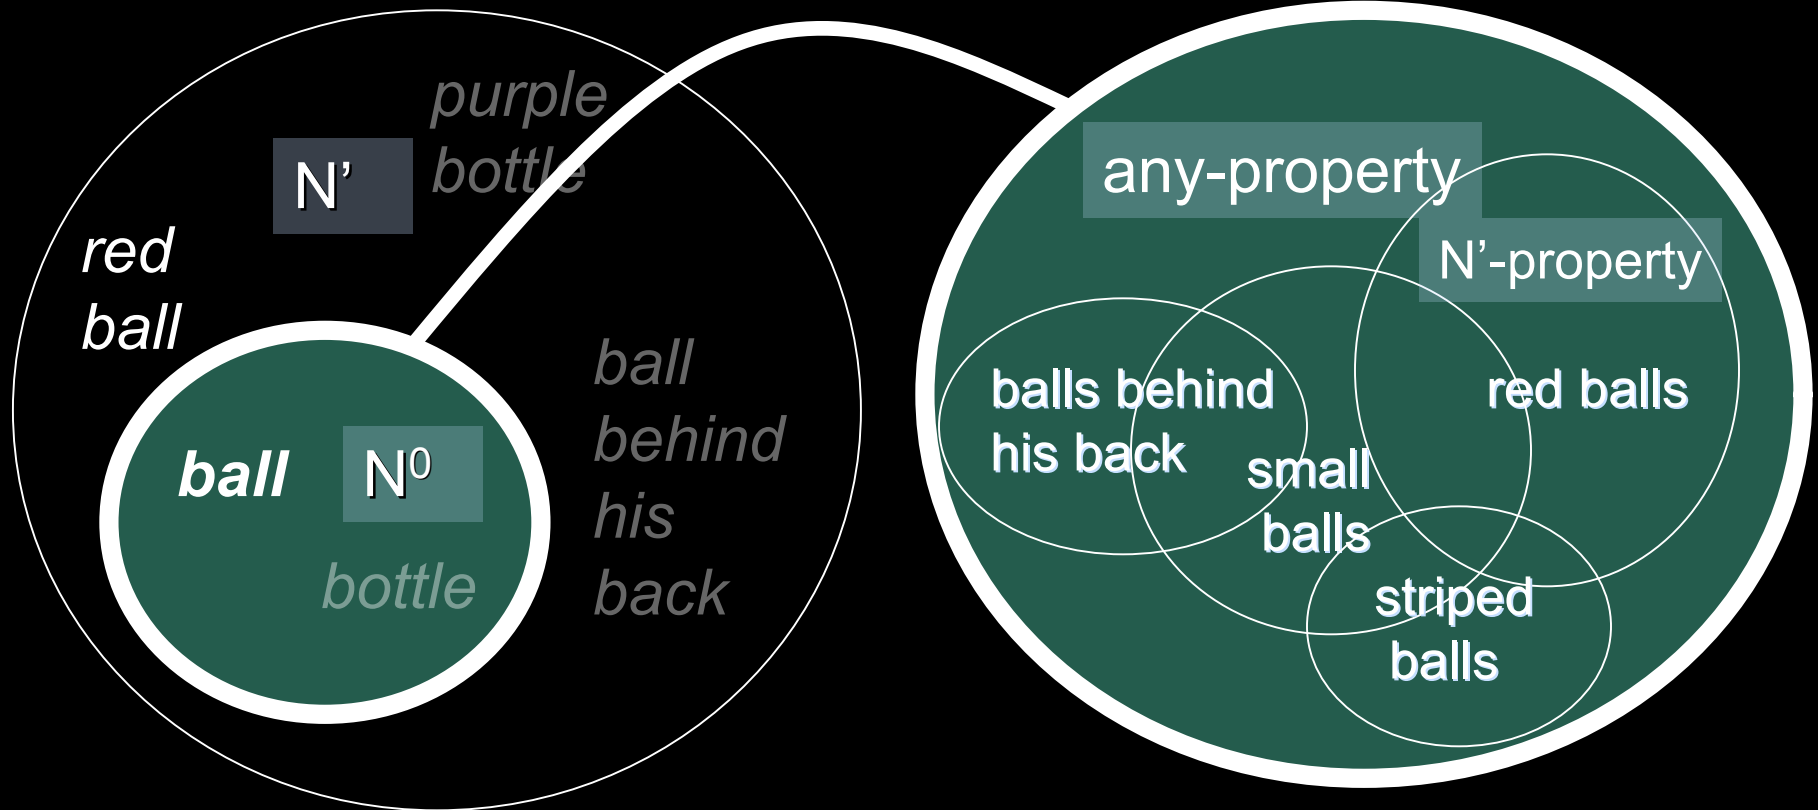 purple
bottle
N’
red
ball
ball
behind
his
back
ball
N⁰
bottle
any-property
N’-property
balls behind
his back
red balls
small
balls
striped
balls